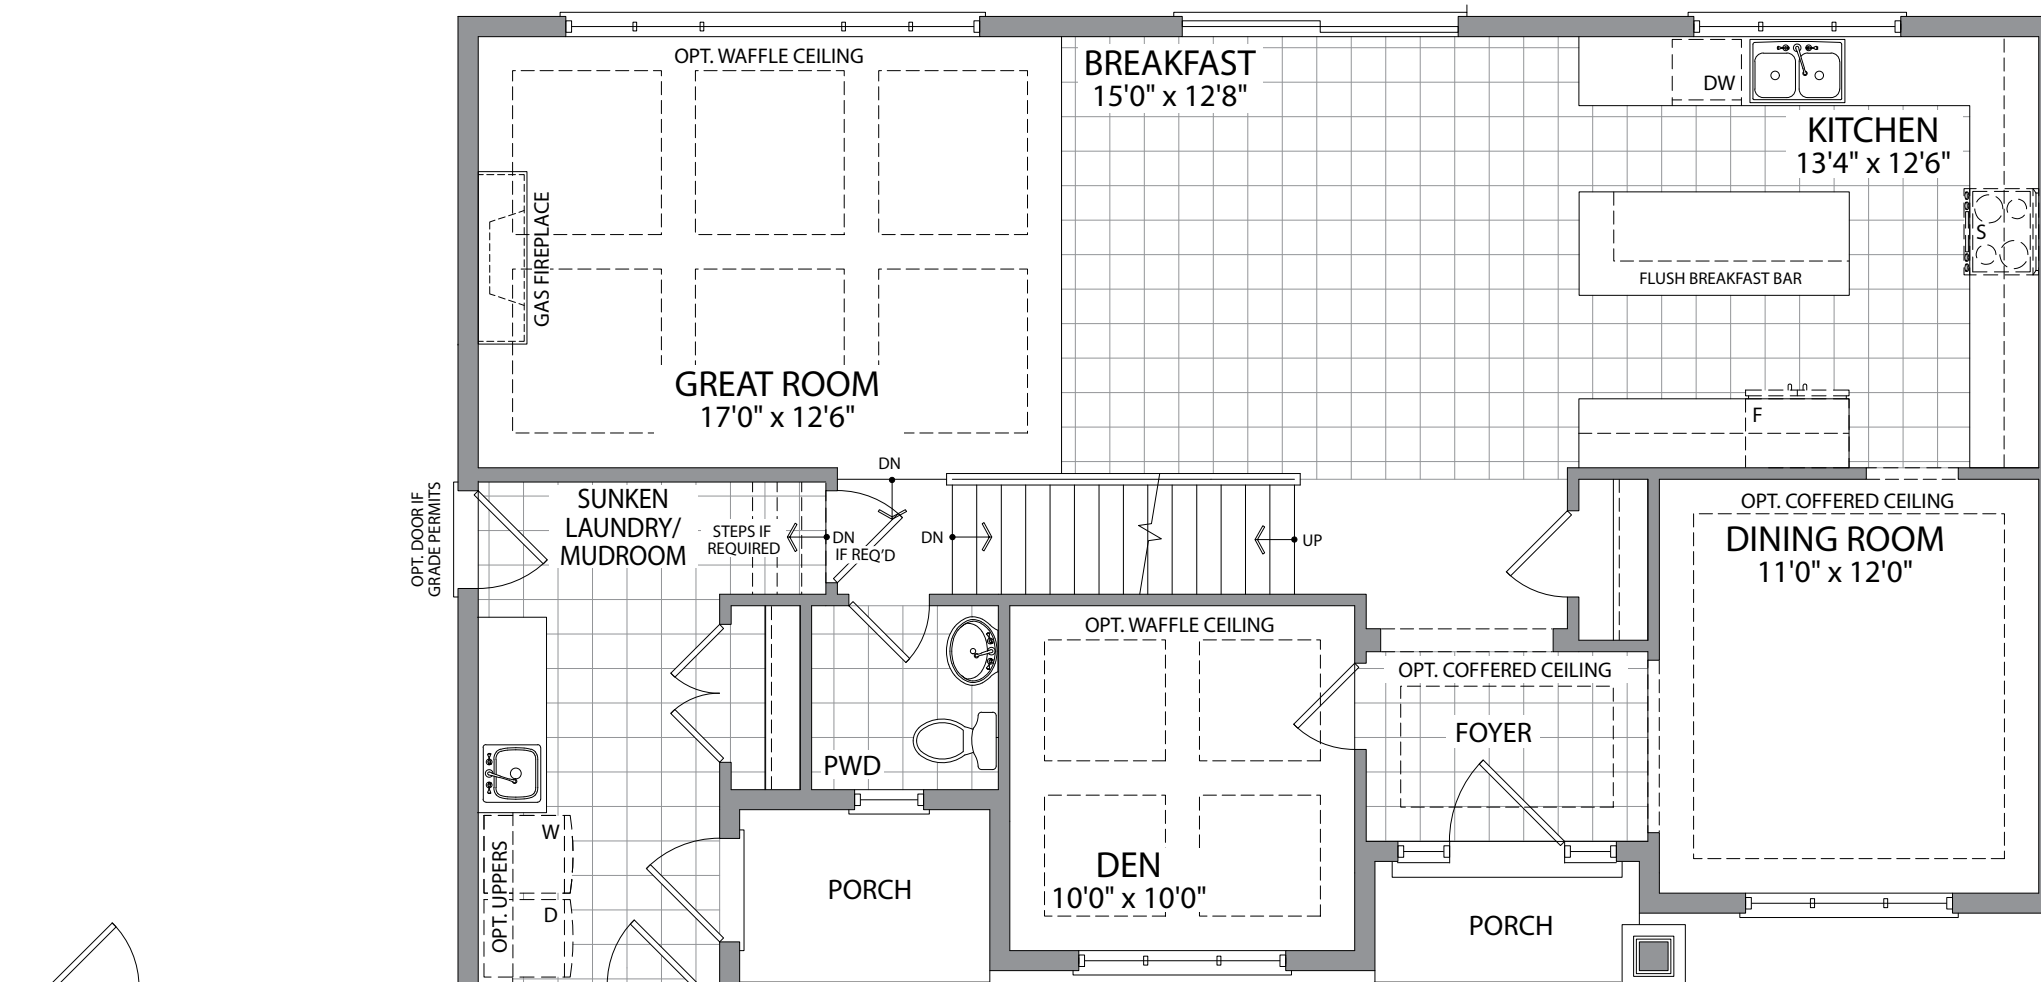 OPT. WAFFLE CEILING
GAS FIREPLACE
GREAT ROOM
17'0" x 12'6"
BREAKFAST
15'0" x 12'8"
DW
KITCHEN
13'4" x 12'6"
S
FLUSH BREAKFAST BAR
F
OPT. DOOR IF
GRADE PERMITS
SUNKEN
LAUNDRY/
MUDROOM
STEPS IF
REQUIRED
DN
DN
IF REQ'D
DN
UP
OPT. COFFERED CEILING
DINING ROOM
11'0" x 12'0"
OPT. WAFFLE CEILING
OPT. COFFERED CEILING
FOYER
PWD
W
D
OPT. UPPERS
PORCH
DEN
10'0" x 10'0"
PORCH